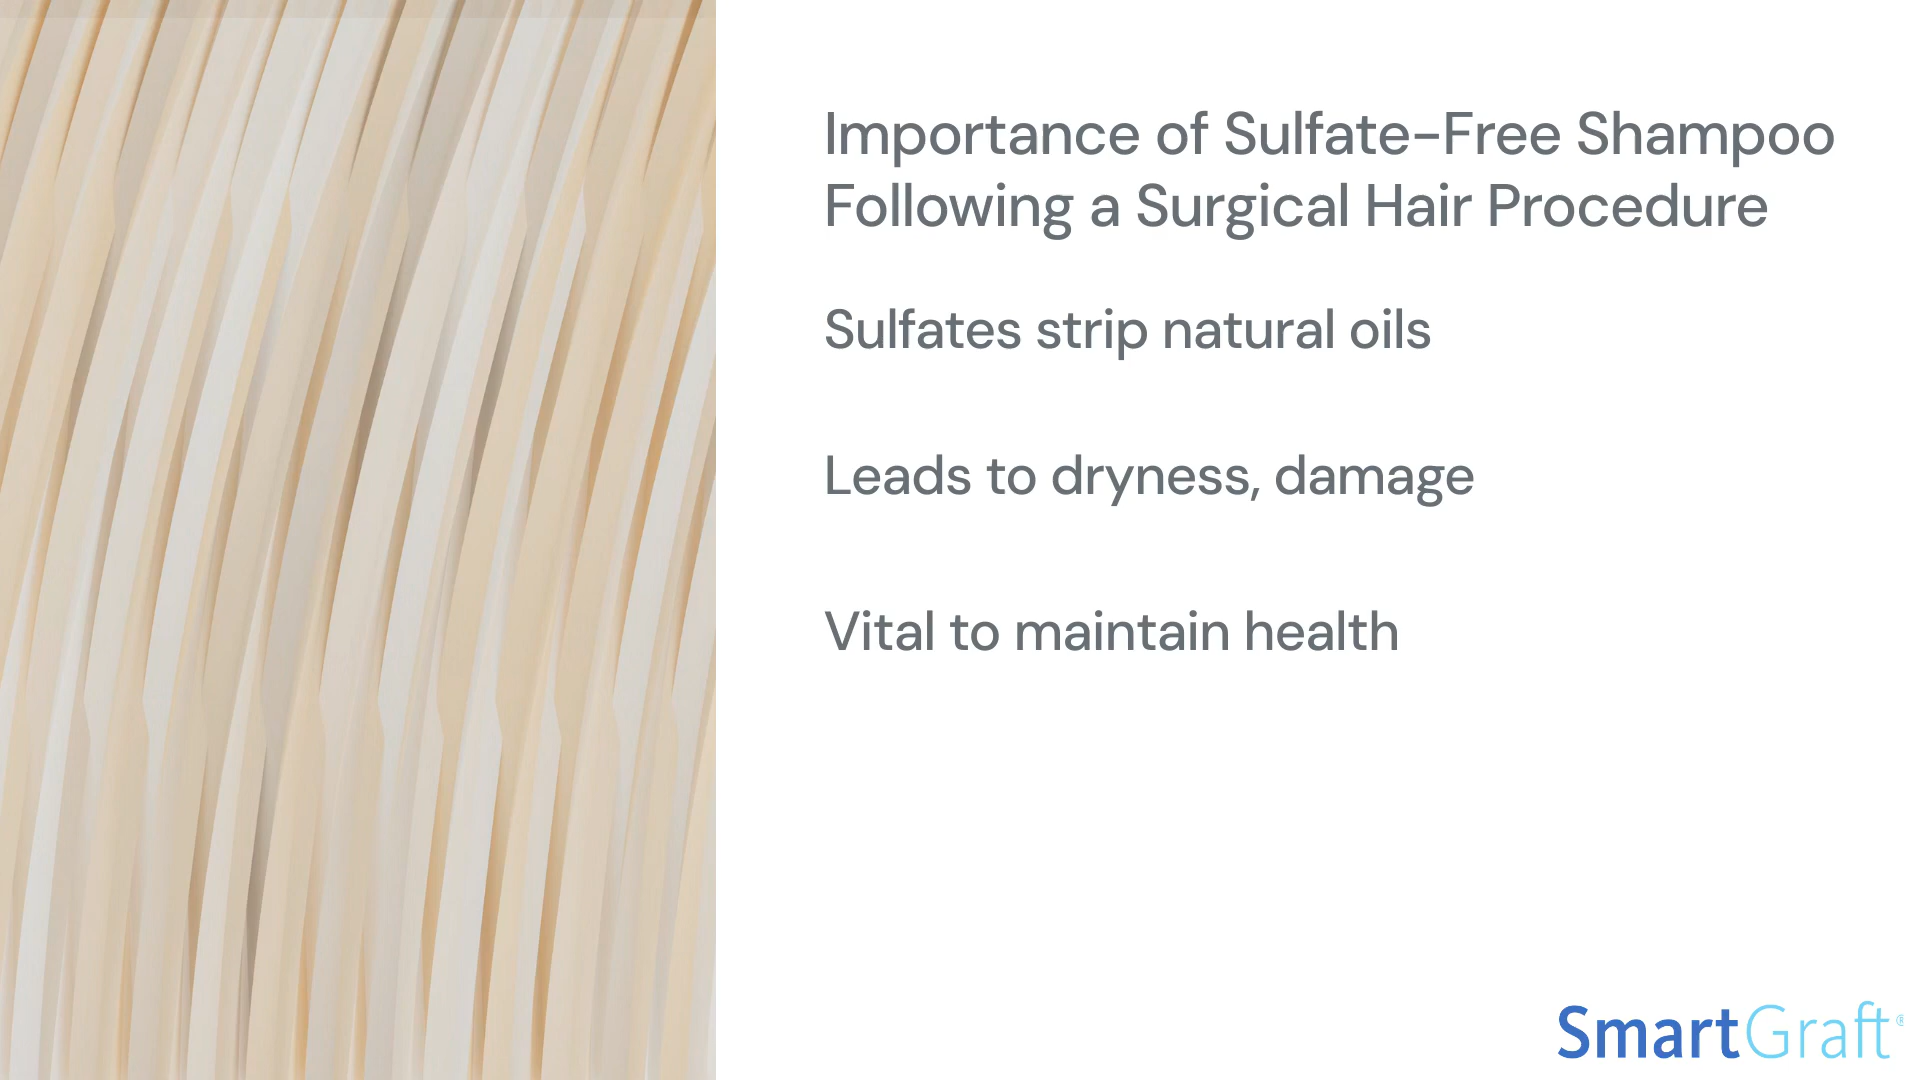 Importance of Sulfate-Free Shampoo
Following a Surgical Hair Procedure
Sulfates strip natural oils
Leads to dryness, damage
Vital to maintain health
SmartGraft®